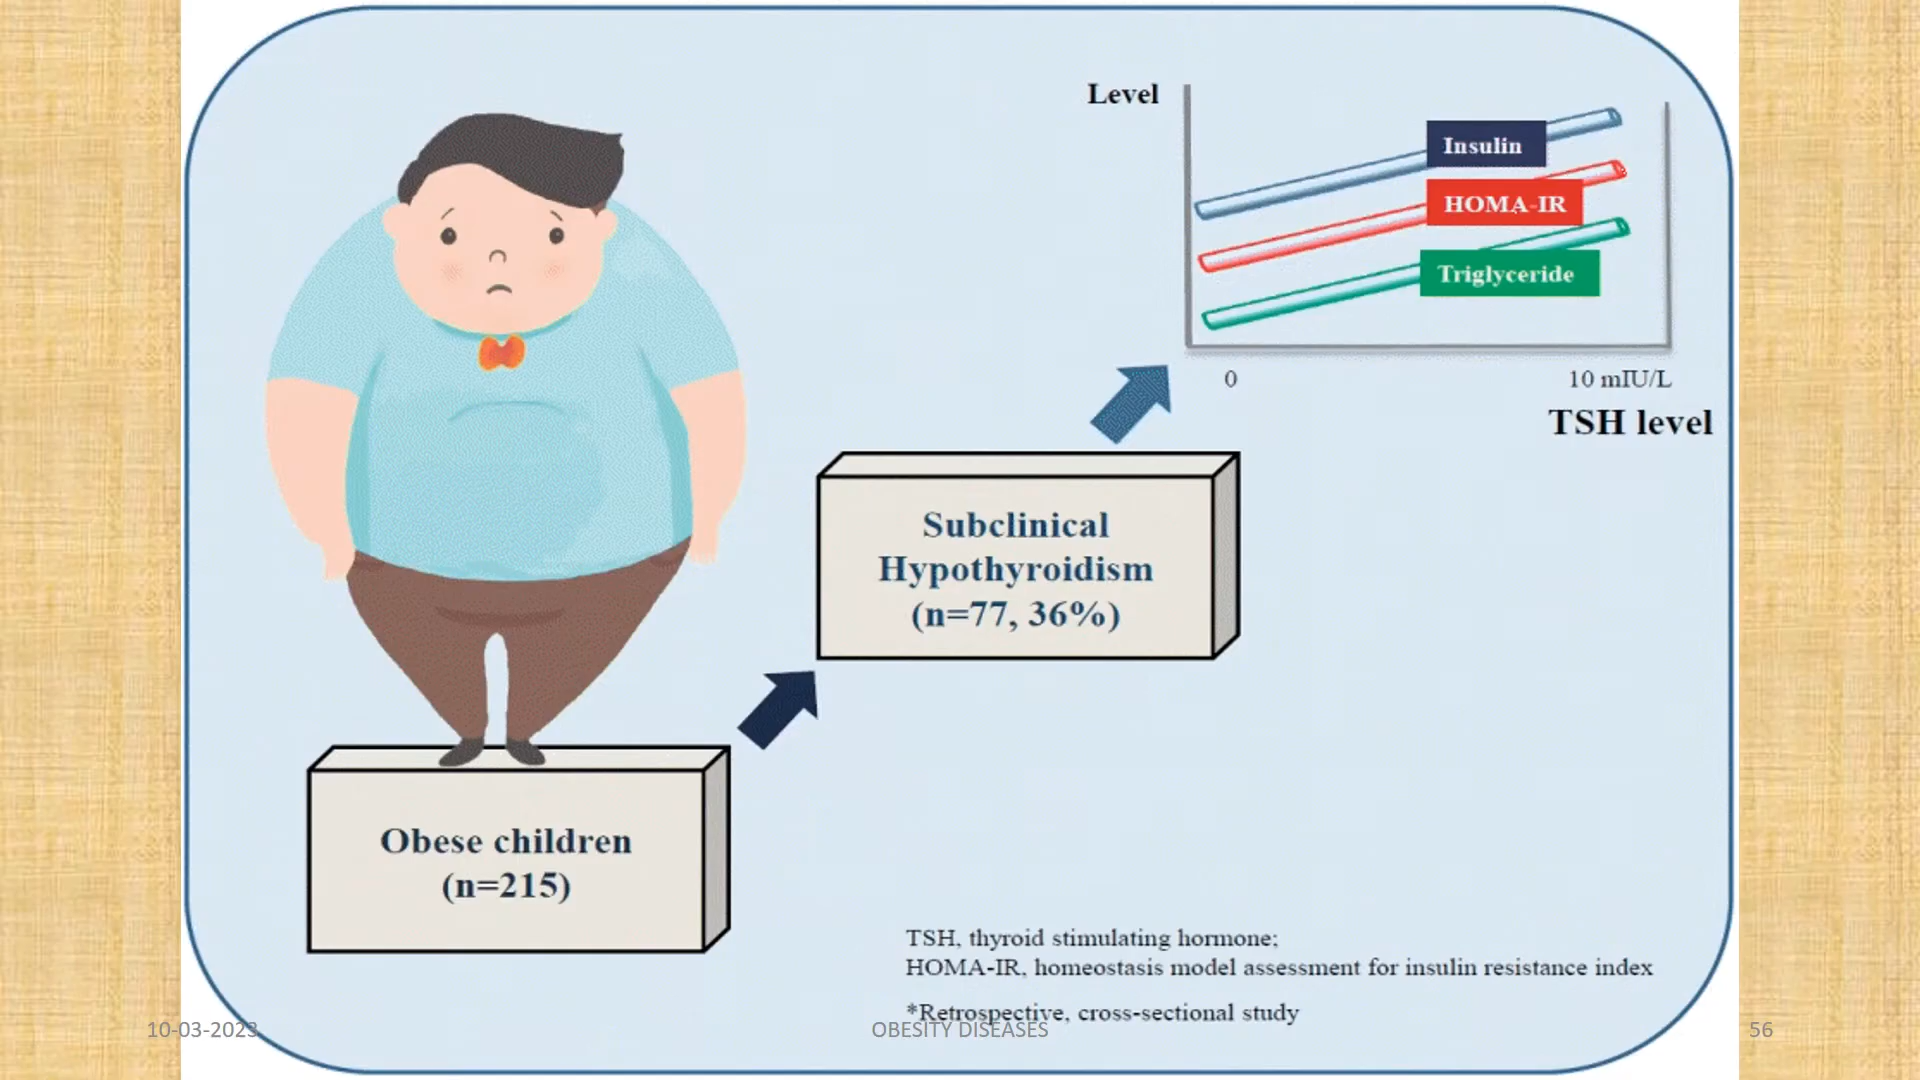 Level
Insulin
HOMA-IR
Triglyceride
0
10 mIU/L
TSH level
Subclinical
Hypothyroidism
(n=77, 36%)
Obese children
(n=215)
TSH, thyroid stimulating hormone;
HOMA-IR, homeostasis model assessment for insulin resistance index
*Retrospective, cross-sectional study
10-03-2023
OBESITY DISEASES
56